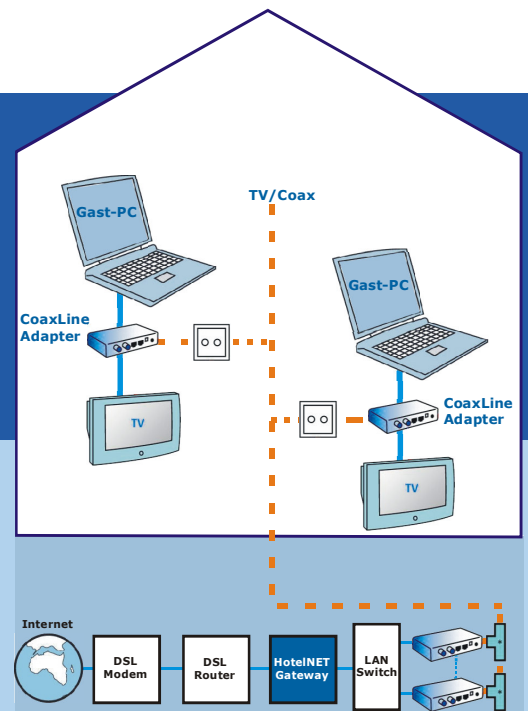 TV/Coax
Gast-PC
CoaxLine
Adapter
TV
Gast-PC
CoaxLine
Adapter
TV
Internet
DSL
Modem
DSL
Router
HotelNET
Gateway
LAN
Switch